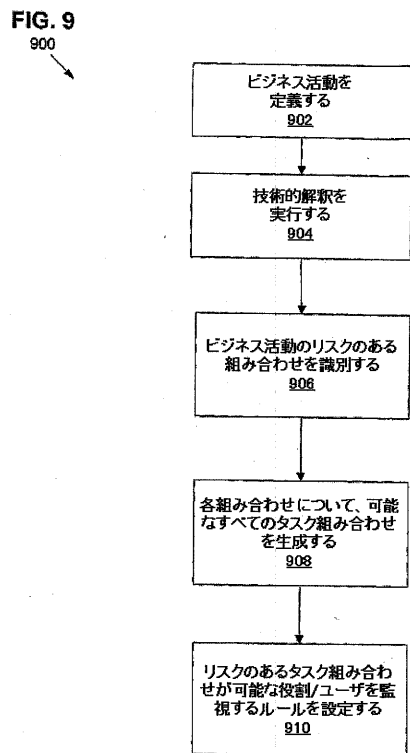 FIG. 9
900
ビジネス活動を
定義する
902
技術的解釈を
実行する
904
ビジネス活動のリスクのある
組み合わせを識別する
906
各組み合わせについて、可能
なすべてのタスク組み合わせ
を生成する
908
リスクのあるタスク組み合わ
せが可能な役割/ユーザを監
視するルールを設定する
910